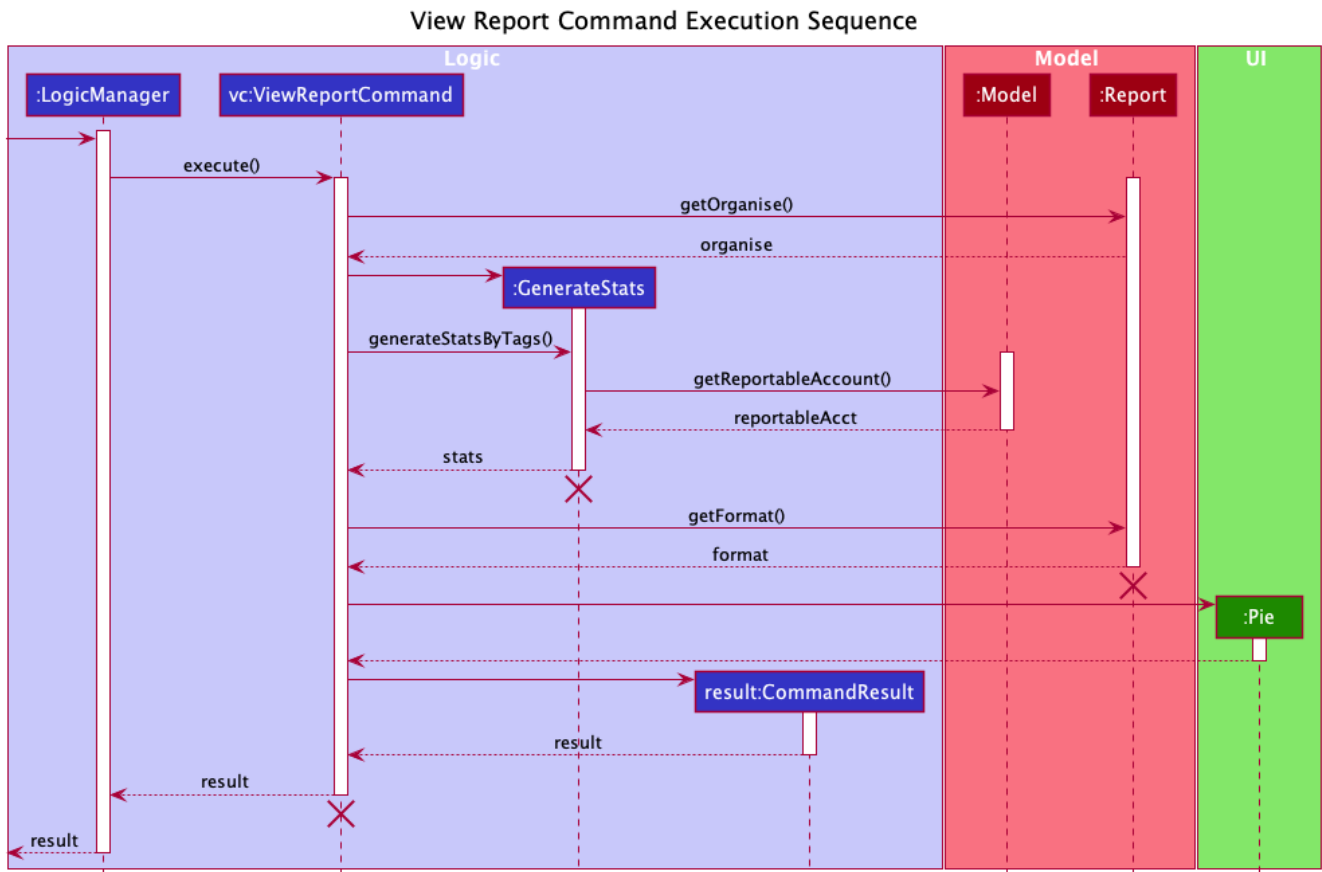 View Report Command Execution Sequence
Logic
Model
UI
:LogicManager
vc:ViewReportCommand
:Model
:Report
execute()
getOrganise()
organise
:GenerateStats
generateStatsByTags()
getReportableAccount()
reportableAcct
stats
getFormat()
format
:Pie
result:CommandResult
result
result
result